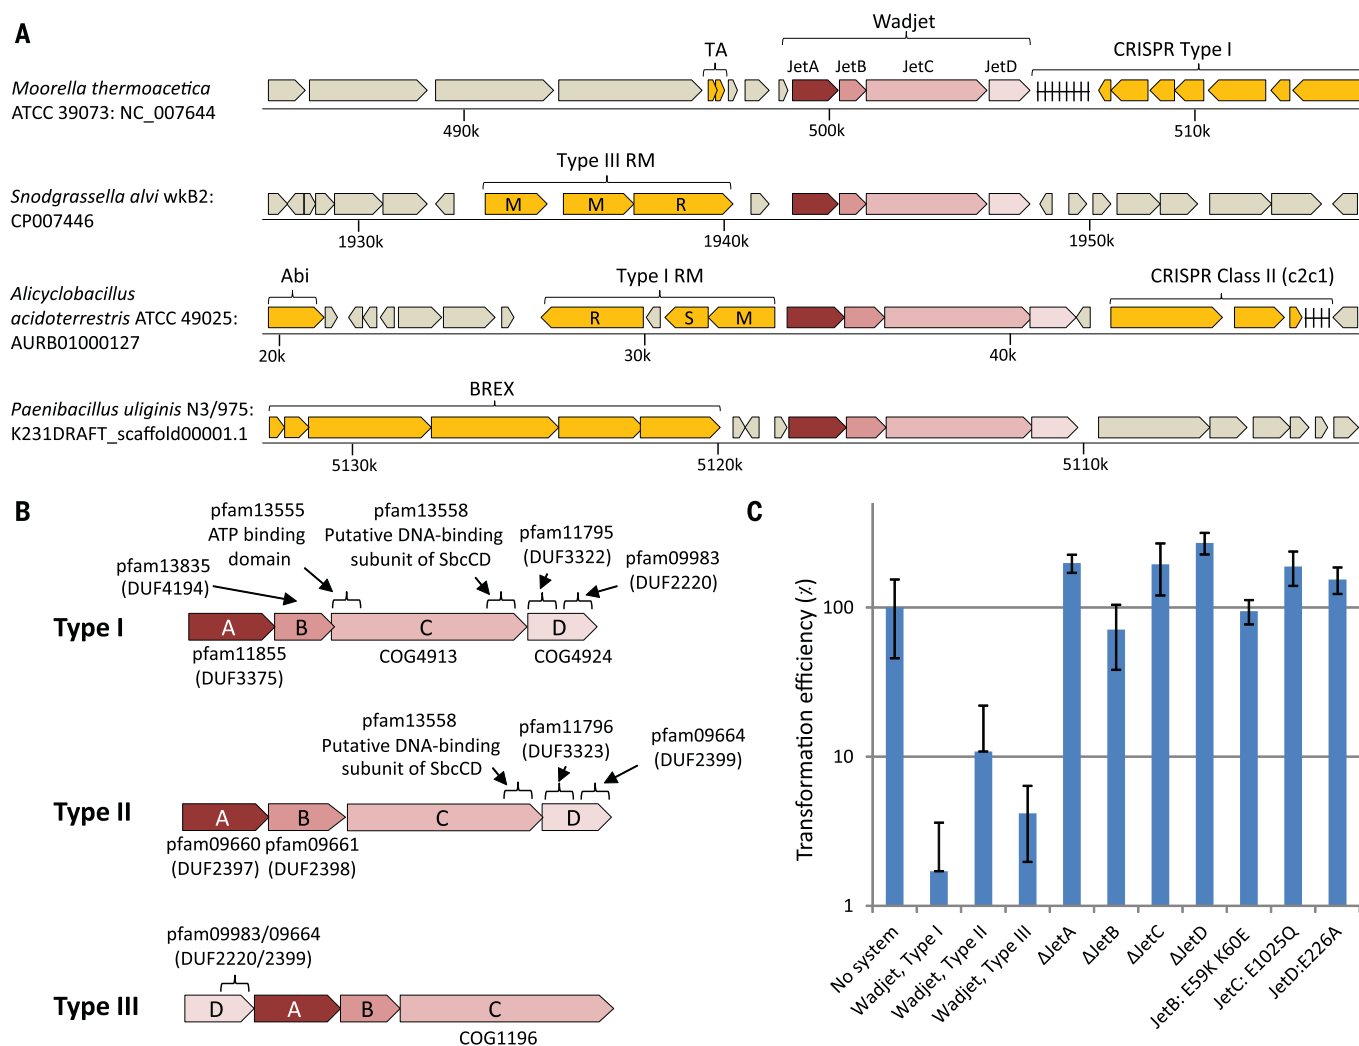 A
Wadjet
TA
CRISPR Type I
JetA JetB JetC JetD
Moorella thermoacetica
ATCC 39073: NC_007644
490k 500k 510k
Type III RM
Snodgrassella alvi wkB2:
CP007446
M M R
1930k 1940k 1950k
Abi Type I RM CRISPR Class II (c2c1)
Alicyclobacillus
acidoterrestris ATCC 49025:
AURB01000127
R S M
20k 30k 40k
BREX
Paenibacillus uliginis N3/975:
K231DRAFT_scaffold00001.1
5130k 5120k 5110k
B
pfam13555
ATP binding
domain
pfam13558
Putative DNA-binding
subunit of SbcCD
pfam11795
(DUF3322)
pfam09983
(DUF2220)
pfam13835
(DUF4194)
Type I
A B C D
pfam11855
(DUF3375)
COG4913
COG4924
pfam13558
Putative DNA-binding
subunit of SbcCD
pfam11796
(DUF3323)
pfam09664
(DUF2399)
Type II
A B C D
pfam09660
(DUF2397)
pfam09661
(DUF2398)
pfam09983/09664
(DUF2220/2399)
Type III
D A B C
COG1196
C
Transformation efficiency (%)
100
10
1
No system
Wadjet, Type I
Wadjet, Type II
Wadjet, Type III
ΔJetA
ΔJetB
ΔJetC
ΔJetD
JetB: E59K K60E
JetC: E1025Q
JetD:E226A